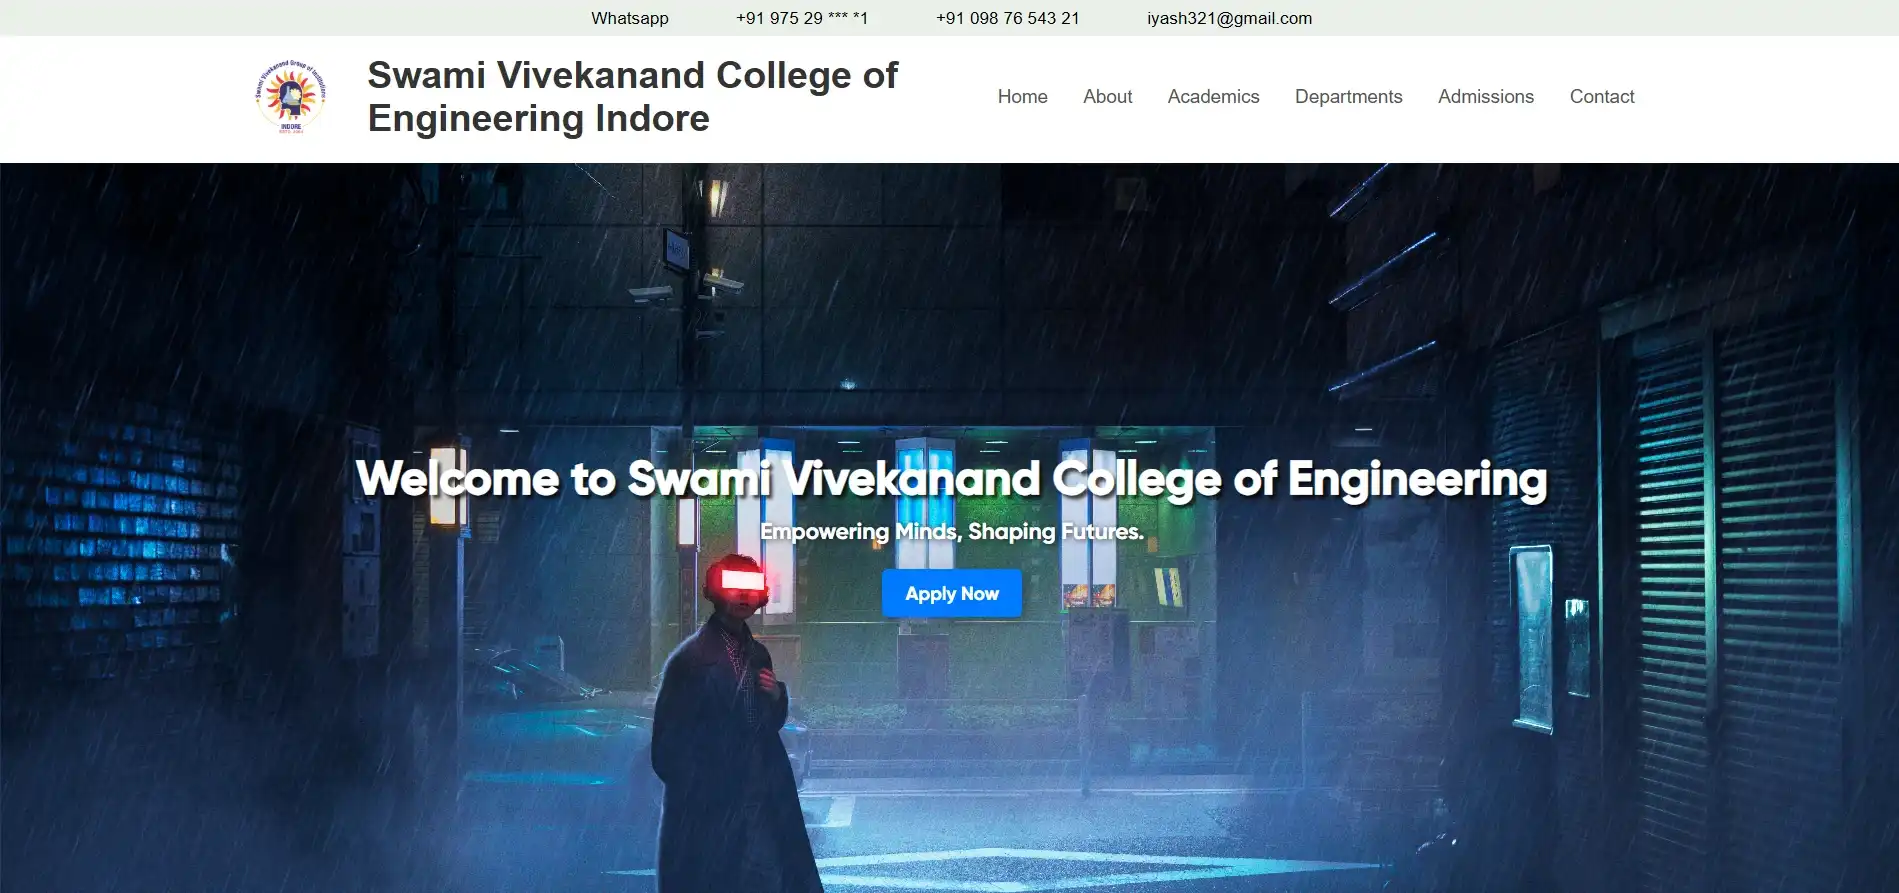 Whatsapp +91 975 29 *** *1 +91 098 76 543 21 iyash321@gmail.com
Swami Vivekanand Group of Institutions
INDORE
Swami Vivekanand College of
Engineering Indore
Home About Academics Departments Admissions Contact
Welcome to Swami Vivekanand College of Engineering
Empowering Minds, Shaping Futures.
Apply Now